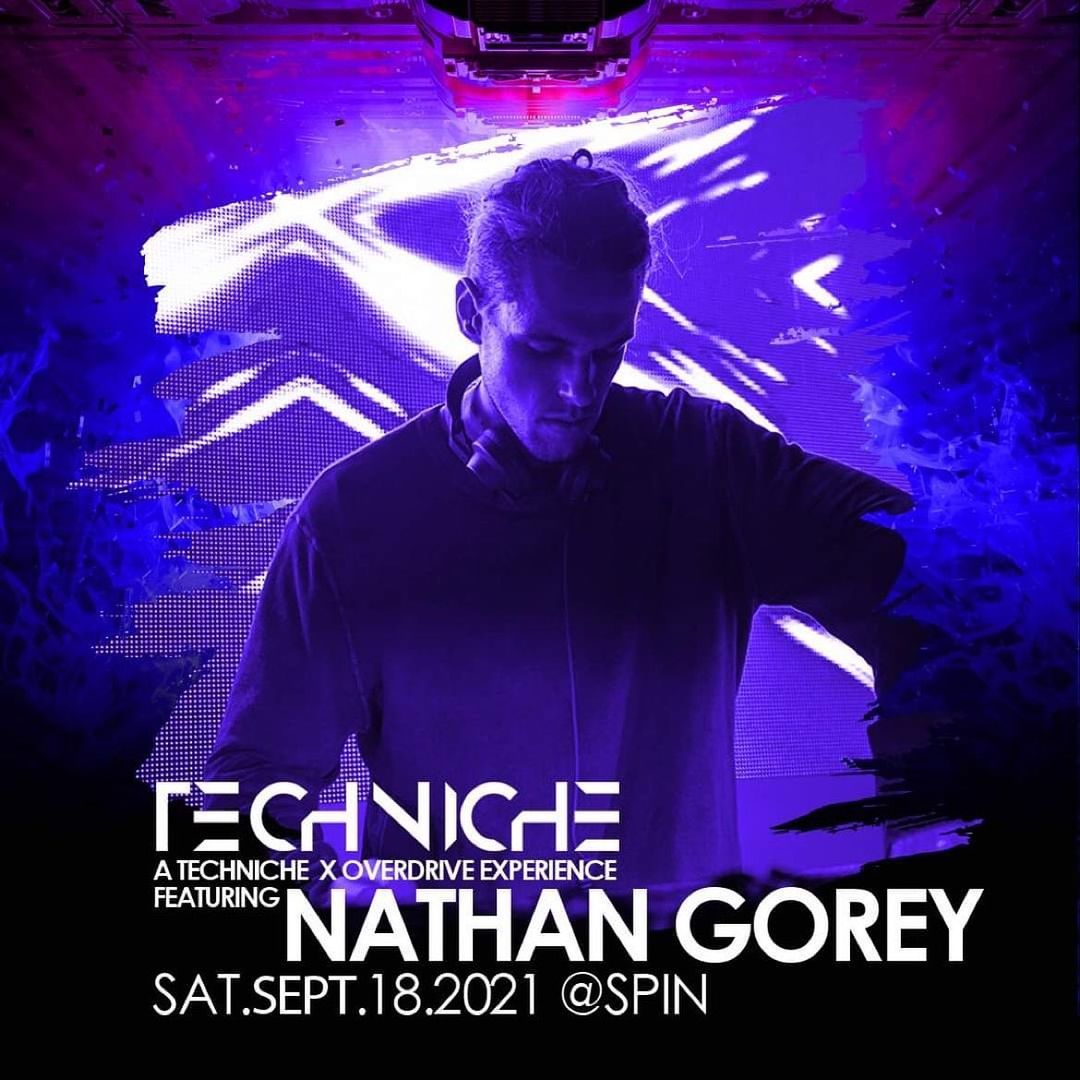 TECHNICHE
A TECHNICHE X OVERDRIVE EXPERIENCE
FEATURING NATHAN GOREY
SAT.SEPT.18.2021 @SPIN